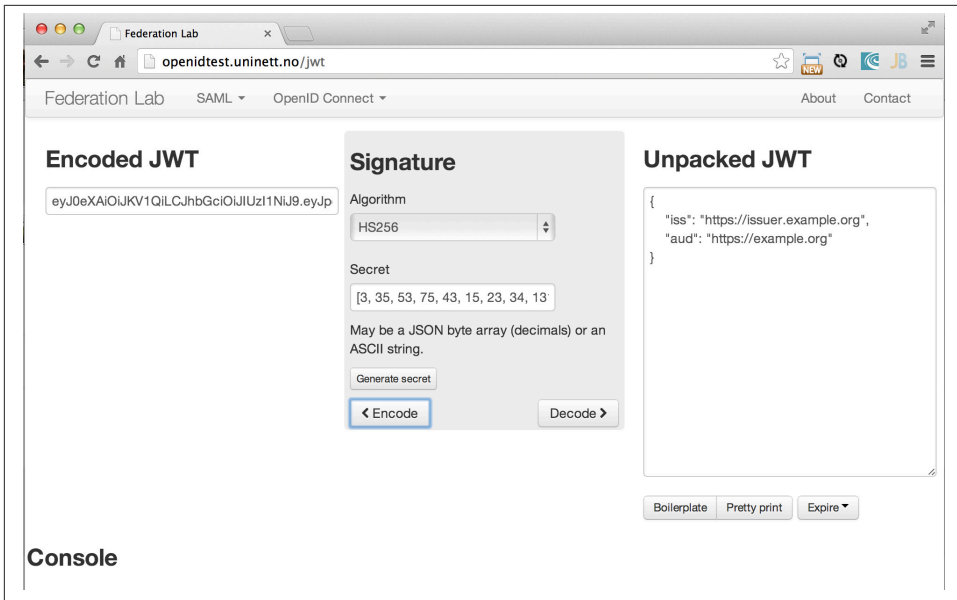 Federation Lab
openidtest.uninett.no/jwt
NEW
JB
Federation Lab SAML OpenID Connect About Contact
Encoded JWT
eyJ0eXAiOiJKV1QiLCJhbGciOiJIUzI1NiJ9.eyJp
Signature
Algorithm
HS256
Secret
[3, 35, 53, 75, 43, 15, 23, 34, 13
May be a JSON byte array (decimals) or an
ASCII string.
Generate secret
Encode Decode
Unpacked JWT
{
"iss": "https://issuer.example.org",
"aud": "https://example.org"
}
Boilerplate Pretty print Expire
Console